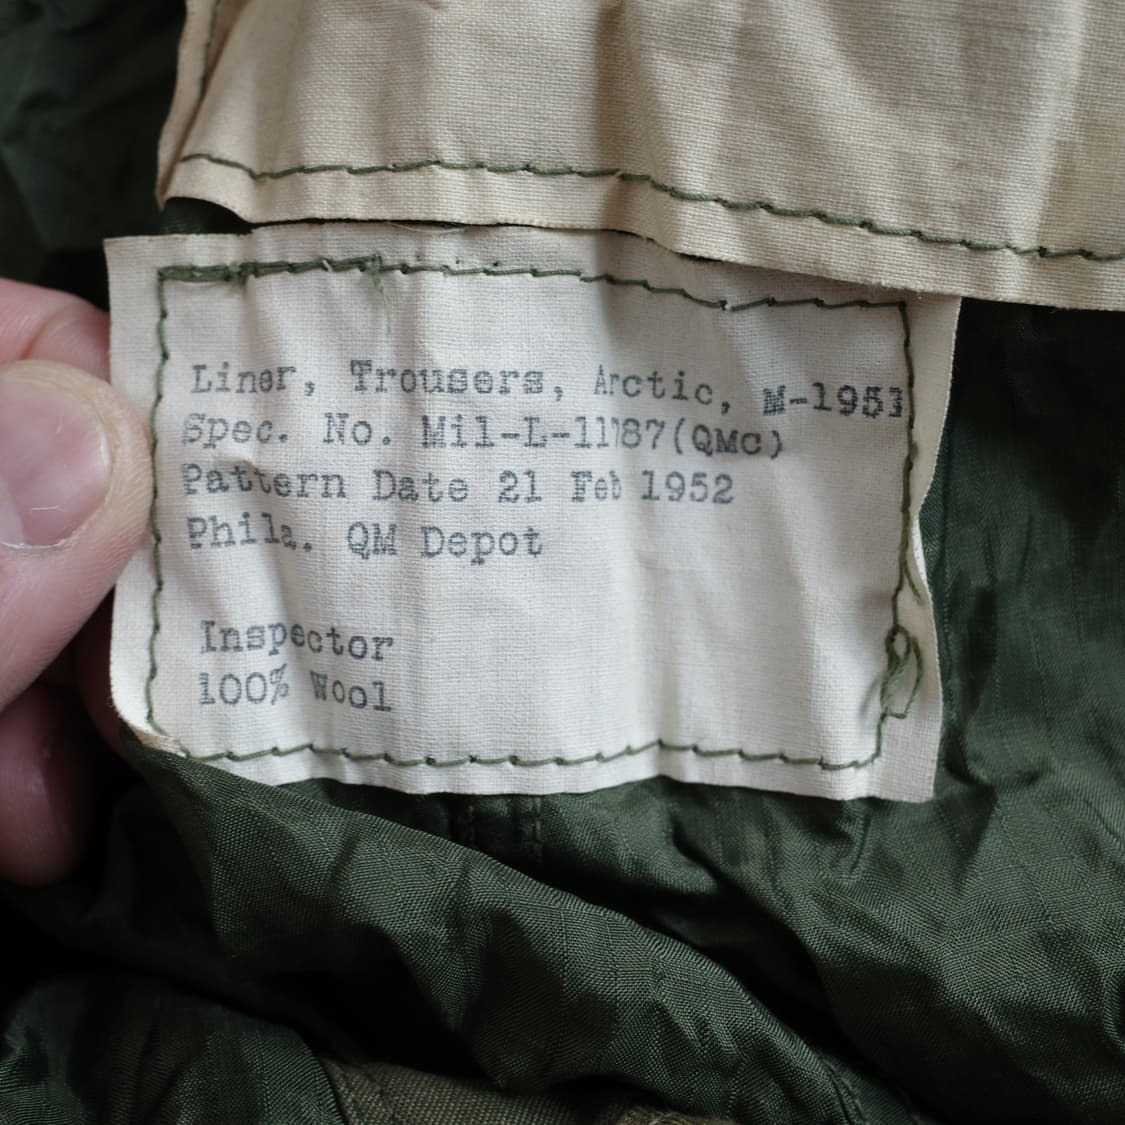 Liner, Trousers, Arctic, M-1953
Spec. No. Mil-L-11787(QMC)
Pattern Date 21 Feb 1952
Phila. QM Depot
Inspector
100% Wool